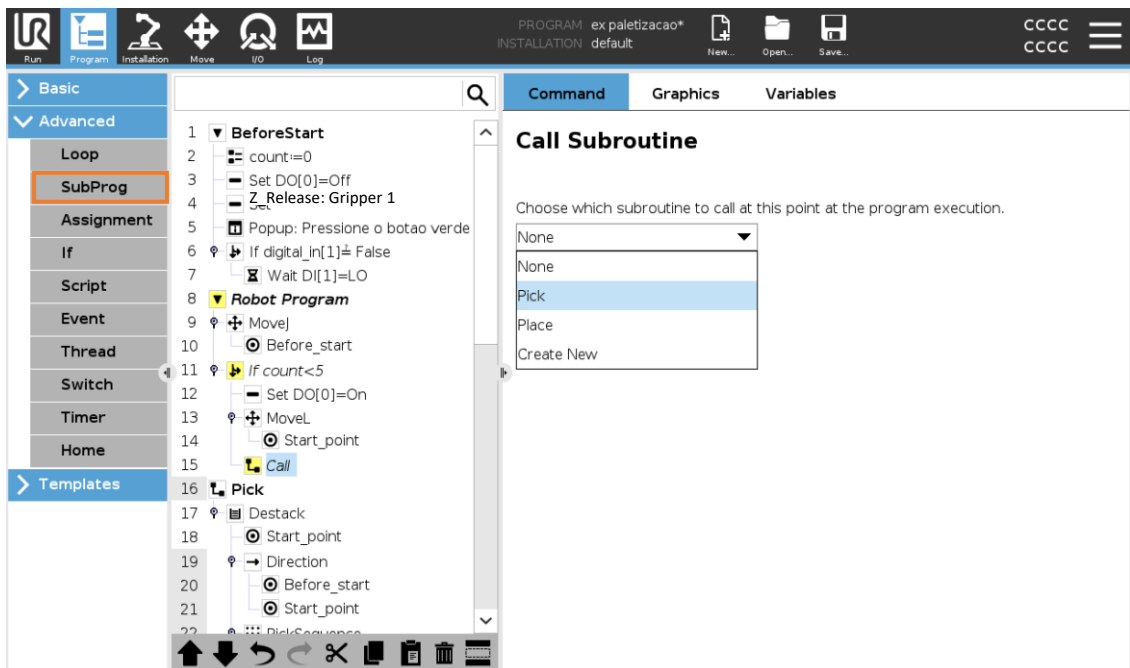 UR
PROGRAM ex paletizacao*
INSTALLATION default
CCCC
CCCC
Run Program Installation Move I/O Log New... Open... Save...
Basic
Advanced
Loop
SubProg
Assignment
If
Script
Event
Thread
Switch
Timer
Home
Templates
1 BeforeStart
2 count:=0
3 Set DO[0]=Off
4 Z_Release: Gripper 1
5 Popup: Pressione o botao verde
6 If digital_in[1]≟ False
7 Wait DI[1]=LO
8 Robot Program
9 MoveJ
10 Before_start
11 If count<5
12 Set DO[0]=On
13 MoveL
14 Start_point
15 Call
16 Pick
17 Destack
18 Start_point
19 Direction
20 Before_start
21 Start_point
22 PickSequence
Command Graphics Variables
Call Subroutine
Choose which subroutine to call at this point at the program execution.
None
None
Pick
Place
Create New